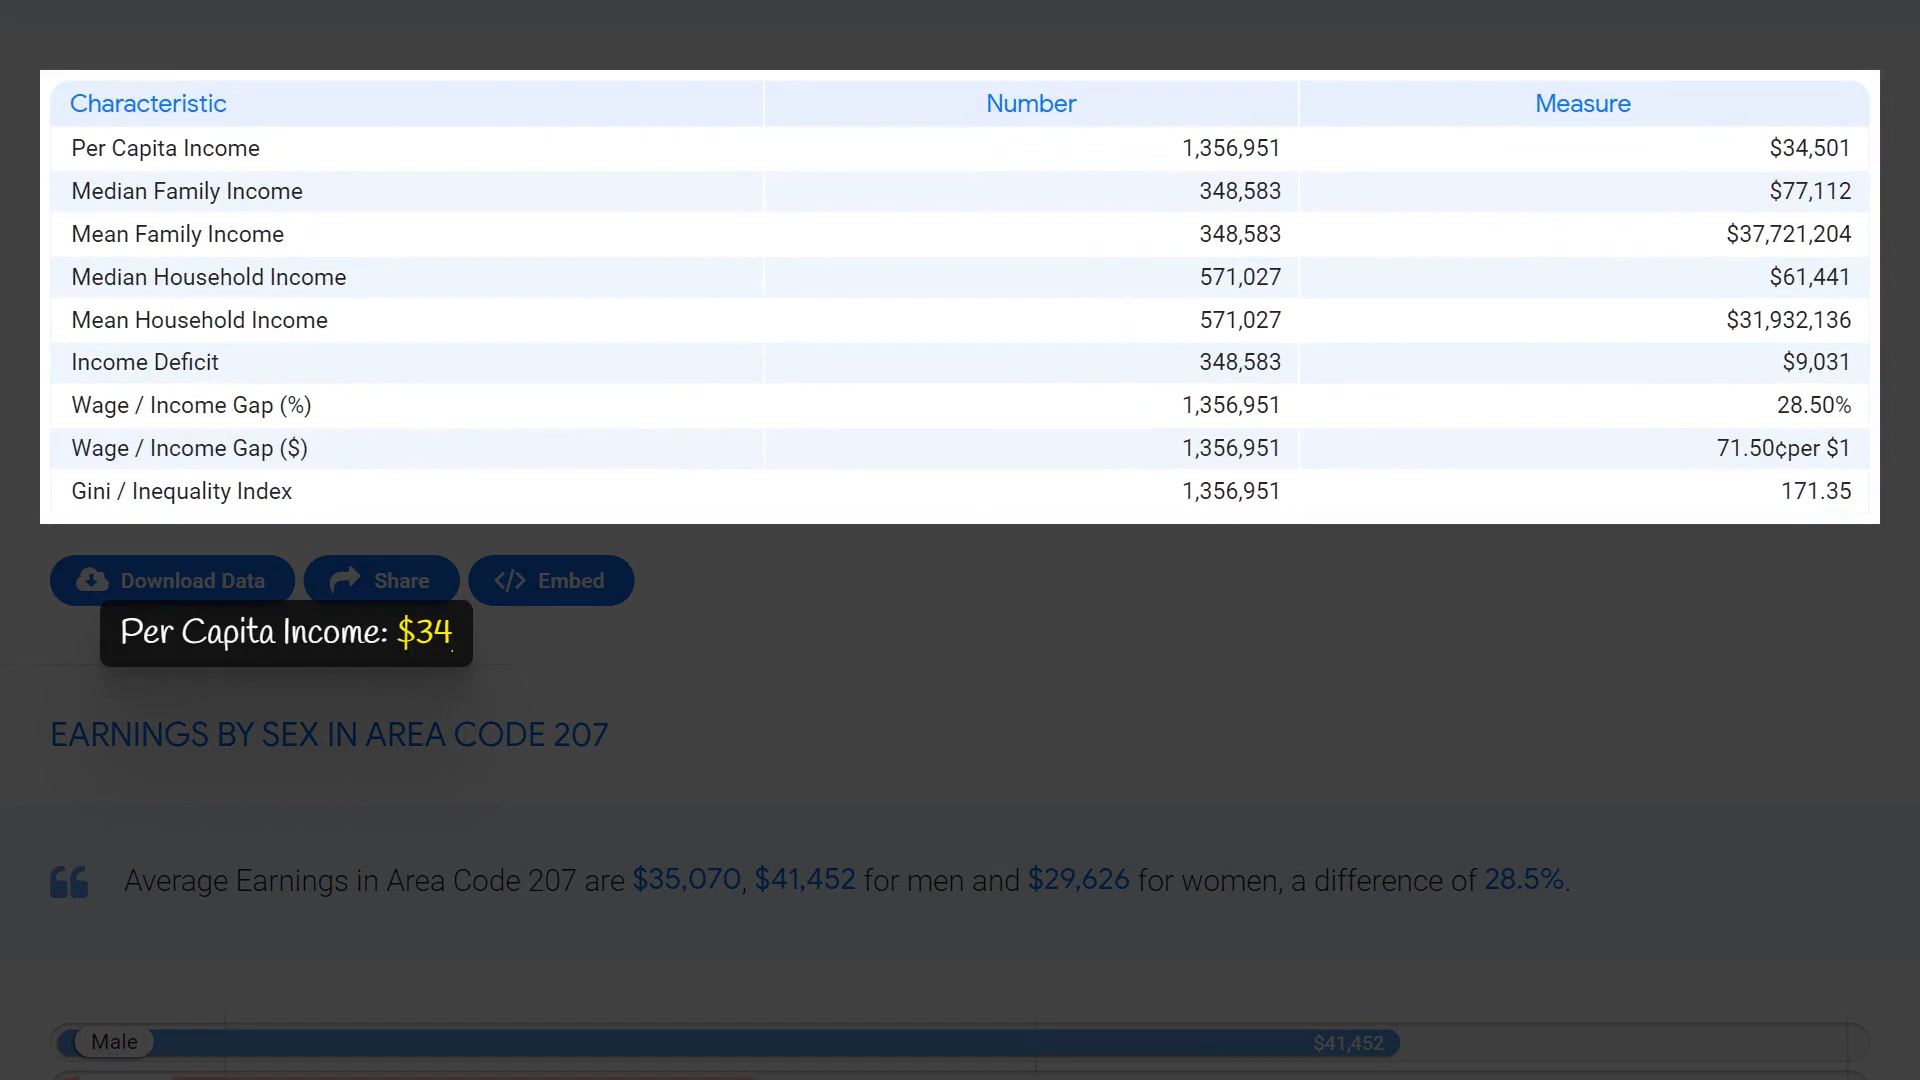 Characteristic Number Measure
Per Capita Income 1,356,951 $34,501
Median Family Income 348,583 $77,112
Mean Family Income 348,583 $37,721,204
Median Household Income 571,027 $61,441
Mean Household Income 571,027 $31,932,136
Income Deficit 348,583 $9,031
Wage / Income Gap (%) 1,356,951 28.50%
Wage / Income Gap ($) 1,356,951 71.50¢per $1
Gini / Inequality Index 1,356,951 171.35
Download Data Share Embed
Per Capita Income: $34,
EARNINGS BY SEX IN AREA CODE 207
Average Earnings in Area Code 207 are $35,070, $41,452 for men and $29,626 for women, a difference of 28.5%.
Male $41,452